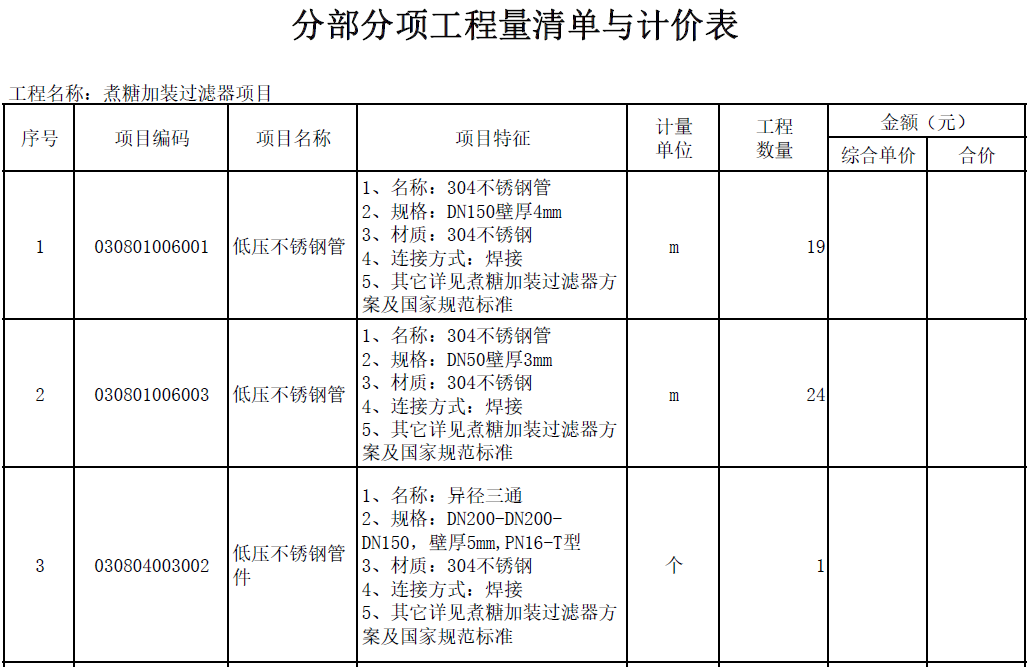 分部分项工程量清单与计价表
工程名称：煮糖加装过滤器项目
序号 项目编码 项目名称 项目特征 计量单位 工程数量 金额（元）
综合单价 合价
1 030801006001 低压不锈钢管
1、名称：304不锈钢管
2、规格：DN150壁厚4mm
3、材质：304不锈钢
4、连接方式：焊接
5、其它详见煮糖加装过滤器方
案及国家规范标准
m 19
2 030801006003 低压不锈钢管
1、名称：304不锈钢管
2、规格：DN50壁厚3mm
3、材质：304不锈钢
4、连接方式：焊接
5、其它详见煮糖加装过滤器方
案及国家规范标准
m 24
3 030804003002 低压不锈钢管
件
1、名称：异径三通
2、规格：DN200-DN200-
DN150，壁厚5mm,PN16-T型
3、材质：304不锈钢
4、连接方式：焊接
5、其它详见煮糖加装过滤器方
案及国家规范标准
个 1